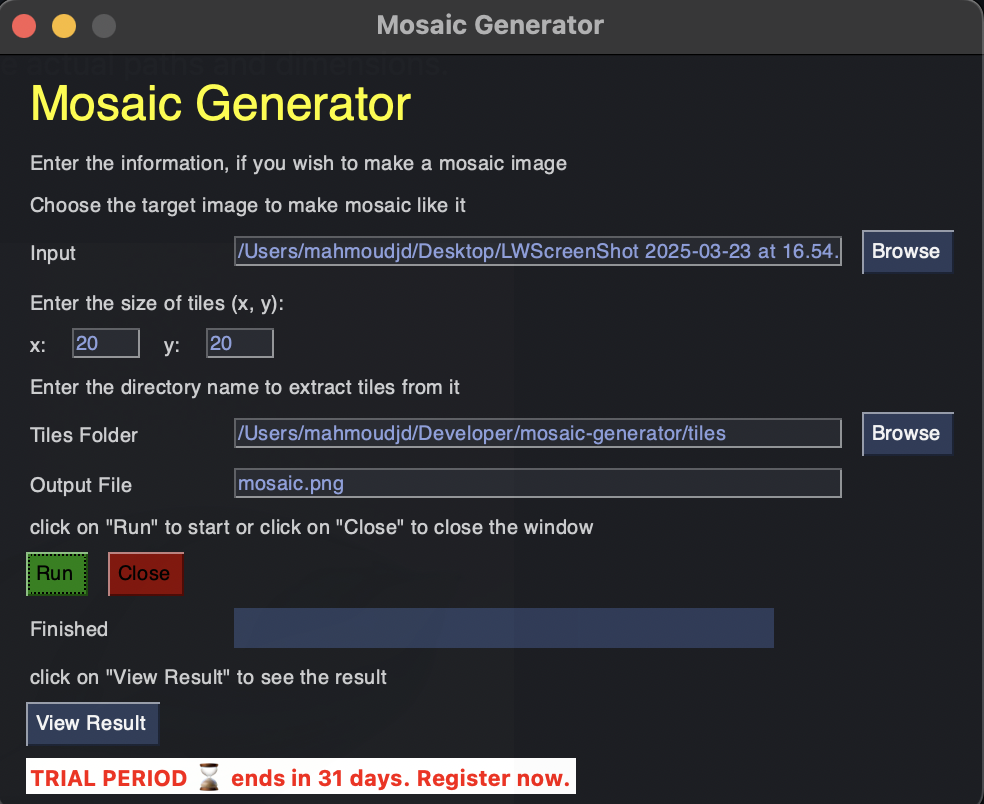 Mosaic Generator
e actual paths and dimensions.
Mosaic Generator
Enter the information, if you wish to make a mosaic image
Choose the target image to make mosaic like it
Input /Users/mahmoudjd/Desktop/LWScreenShot 2025-03-23 at 16.54. Browse
Enter the size of tiles (x, y):
x: 20 y: 20
Enter the directory name to extract tiles from it
Tiles Folder /Users/mahmoudjd/Developer/mosaic-generator/tiles Browse
Output File mosaic.png
click on "Run" to start or click on "Close" to close the window
Run Close
Finished
click on "View Result" to see the result
View Result
TRIAL PERIOD ⏳ ends in 31 days. Register now.